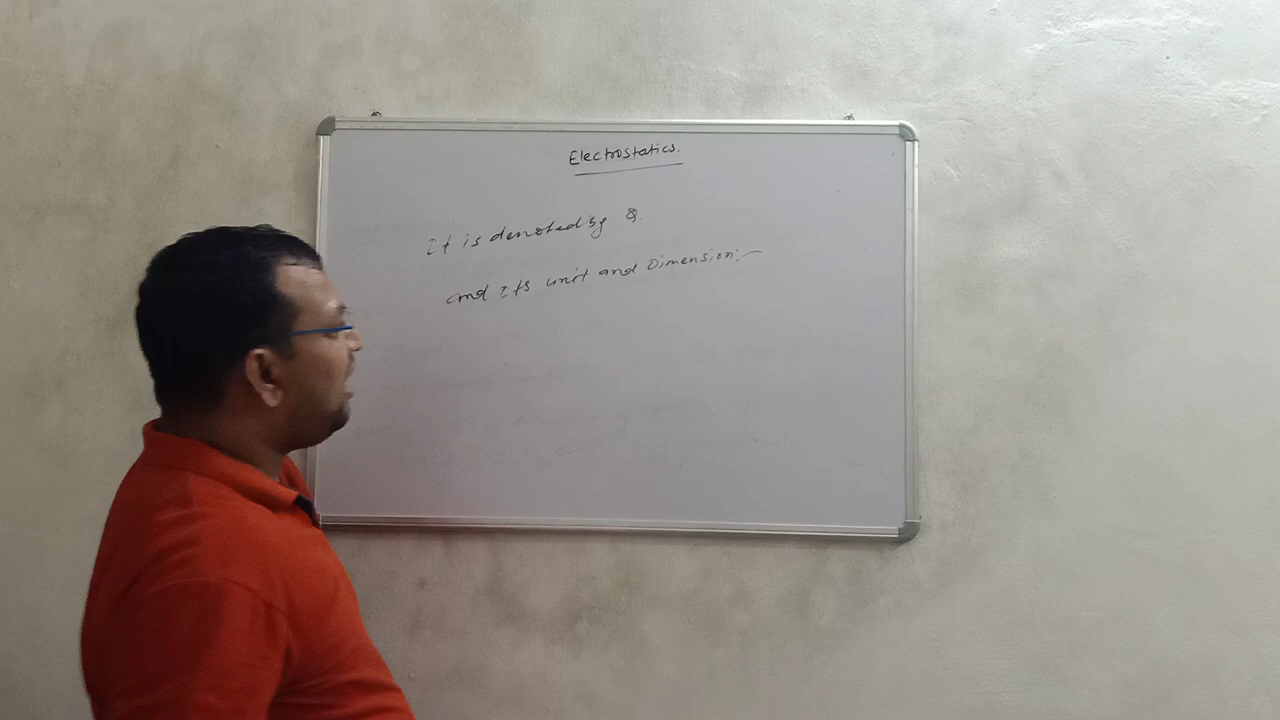 Electrostatics.
It is denoted by Q.
and Its unit and Dimension:-